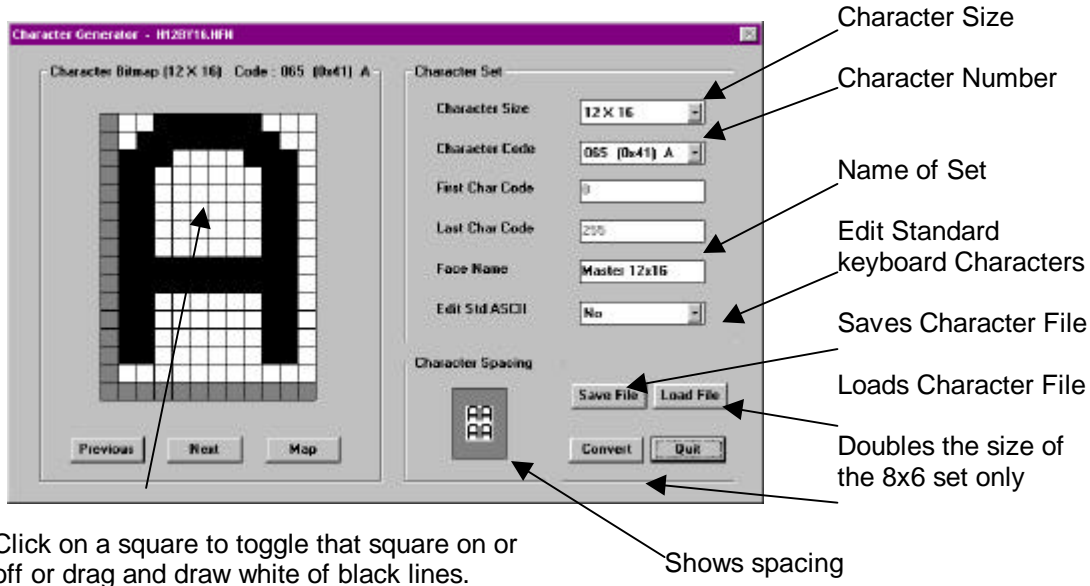 Character Size
Character Generator - H12BY16.HFN
Character Bitmap (12 X 16) Code : 065 (0x41) A
Character Set
Character Number
Character Size
12 X 16
Character Code
065 (0x41) A
Name of Set
First Char Code
0
Last Char Code
255
Edit Standard
keyboard Characters
Face Name
Master 12x16
Edit Std ASCII
No
Saves Character File
Character Spacing
Loads Character File
Save File
Load File
AA
AA
Doubles the size of
the 8x6 set only
Previous
Next
Map
Convert
Quit
Click on a square to toggle that square on or
off or drag and draw white of black lines.
Shows spacing